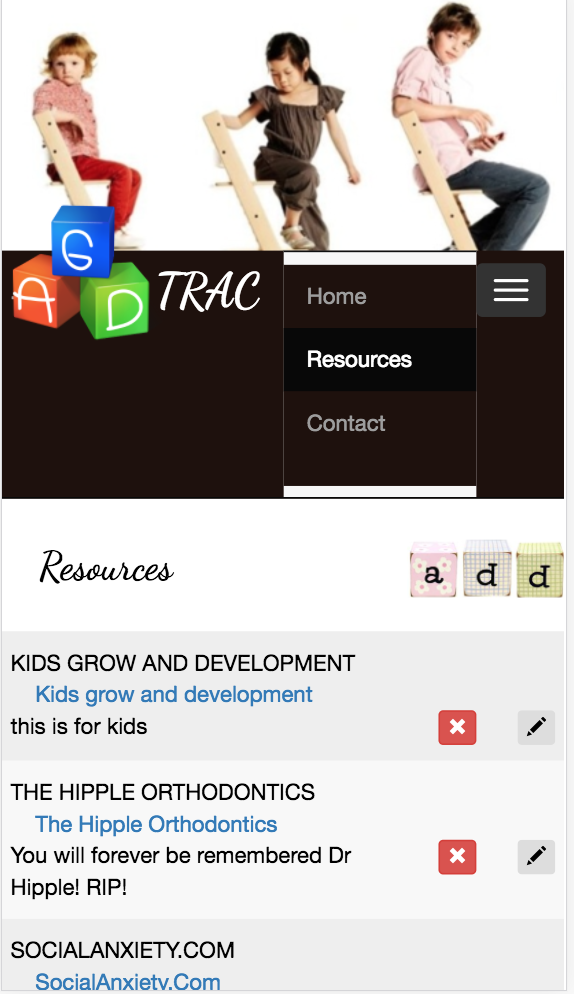 G
A D TRAC
Home
Resources
Contact
Resources
a d d
KIDS GROW AND DEVELOPMENT
Kids grow and development
this is for kids
THE HIPPLE ORTHODONTICS
The Hipple Orthodontics
You will forever be remembered Dr
Hipple! RIP!
SOCIALANXIETY.COM
SocialAnxiety.Com